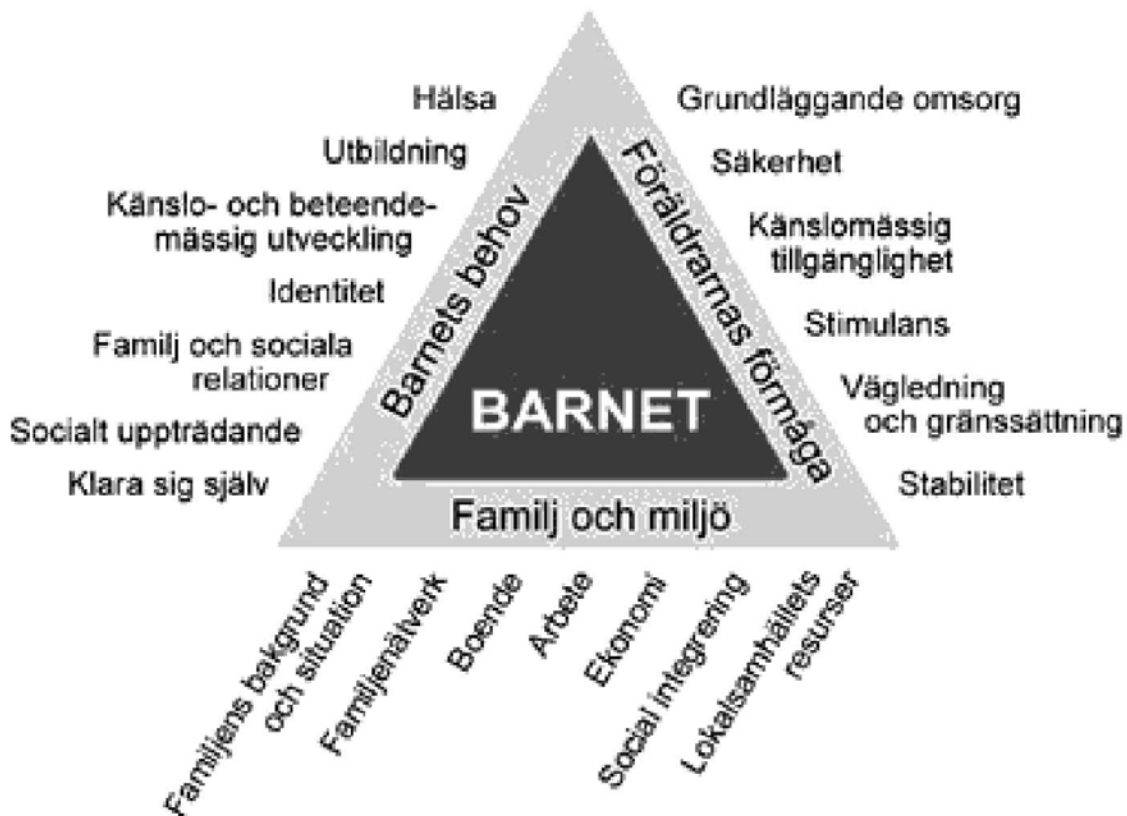 Hälsa
Utbildning
Känslo- och beteende-
mässig utveckling
Identitet
Familj och sociala
relationer
Socialt uppträdande
Klara sig själv
Barnets behov
BARNET
Föräldrarnas förmåga
Grundläggande omsorg
Säkerhet
Känslomässig
tillgänglighet
Stimulans
Vägledning
och gränssättning
Stabilitet
Familj och miljö
Familjens bakgrund
och situation
Familjenätverk
Boende
Arbete
Ekonomi
Social integrering
Lokalsamhällets
resurser